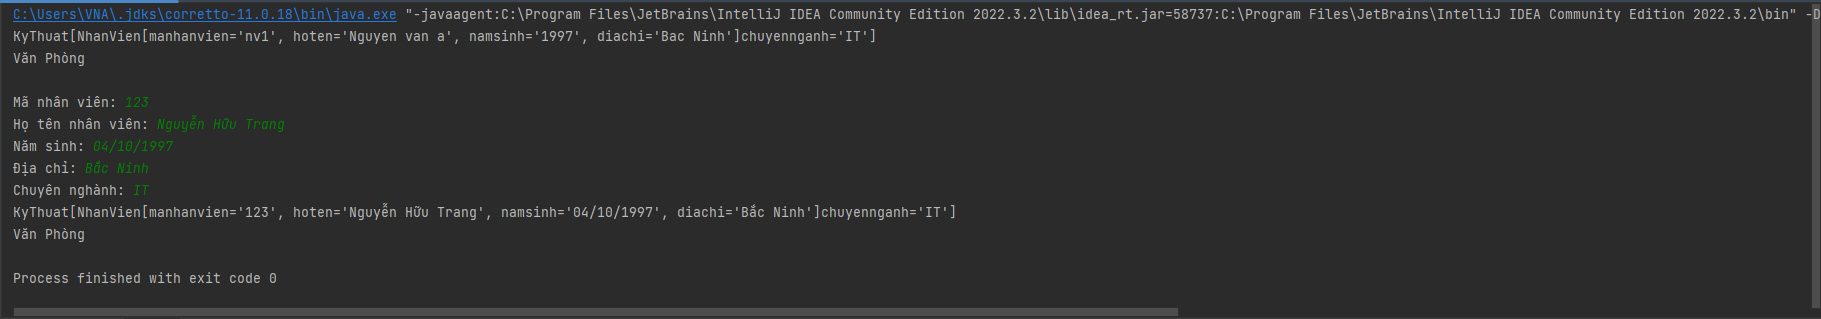 C:\Users\VNA\.jdks\corretto-11.0.18\bin\java.exe "-javaagent:C:\Program Files\JetBrains\IntelliJ IDEA Community Edition 2022.3.2\lib\idea_rt.jar=58737:C:\Program Files\JetBrains\IntelliJ IDEA Community Edition 2022.3.2\bin" -D
KyThuat[NhanVien[manhanvien='nv1', hoten='Nguyen van a', namsinh='1997', diachi='Bac Ninh']chuyennganh='IT']
Văn Phòng
Mã nhân viên: 123
Họ tên nhân viên: Nguyễn Hữu Trang
Năm sinh: 04/10/1997
Địa chỉ: Bắc Ninh
Chuyên nghành: IT
KyThuat[NhanVien[manhanvien='123', hoten='Nguyễn Hữu Trang', namsinh='04/10/1997', diachi='Bắc Ninh']chuyennganh='IT']
Văn Phòng
Process finished with exit code 0